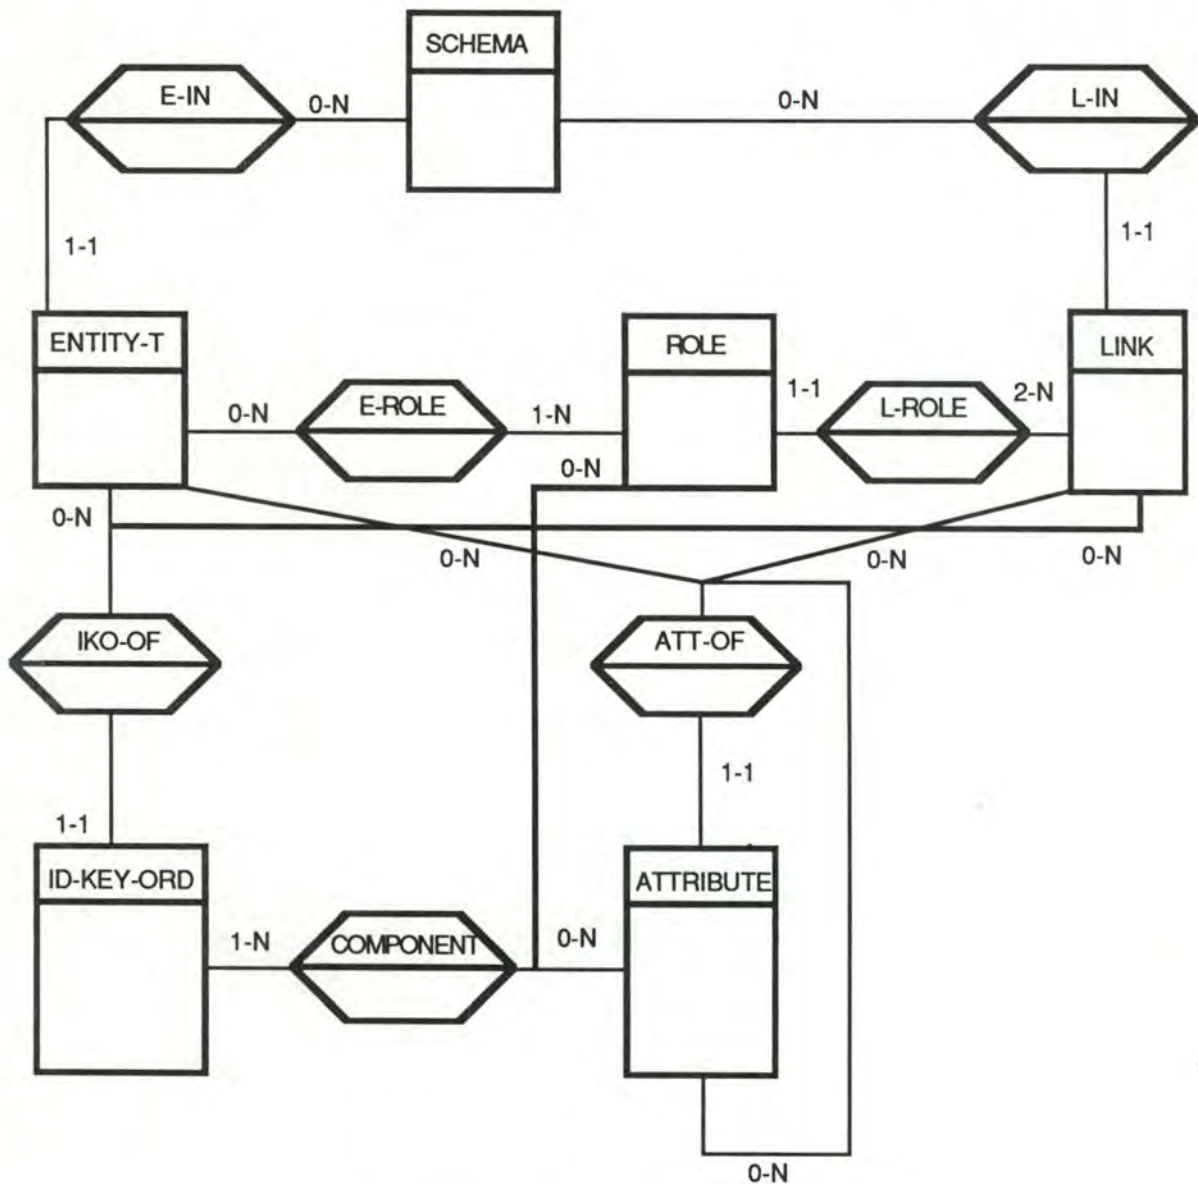 SCHEMA
E-IN
0-N
0-N
L-IN
1-1
1-1
ENTITY-T
ROLE
LINK
0-N
E-ROLE
1-N
1-1
L-ROLE
2-N
0-N
0-N
0-N
0-N
0-N
IKO-OF
ATT-OF
1-1
1-1
ID-KEY-ORD
ATTRIBUTE
1-N
COMPONENT
0-N
0-N